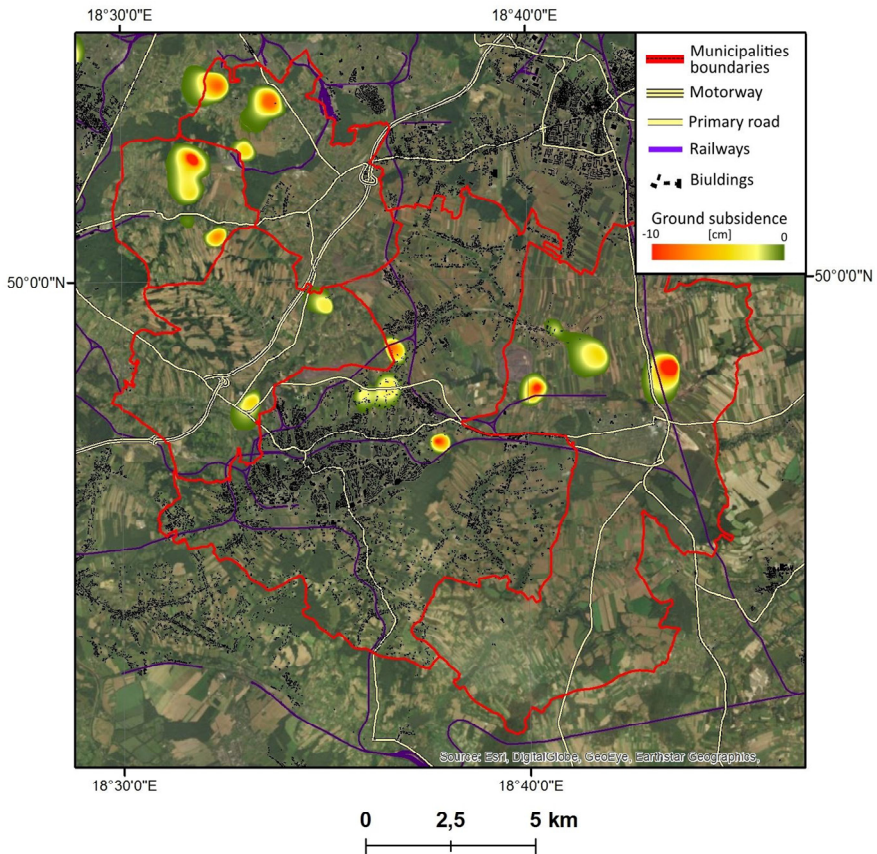 18°30'0"E
18°40'0"E
Municipalities
boundaries
Motorway
Primary road
Railways
Biuldings
Ground subsidence
-10 [cm] 0
50°0'0"N
50°0'0"N
Source: Esri, DigitalGlobe, GeoEye, Earthstar Geographics,
18°30'0"E
18°40'0"E
0 2,5 5 km